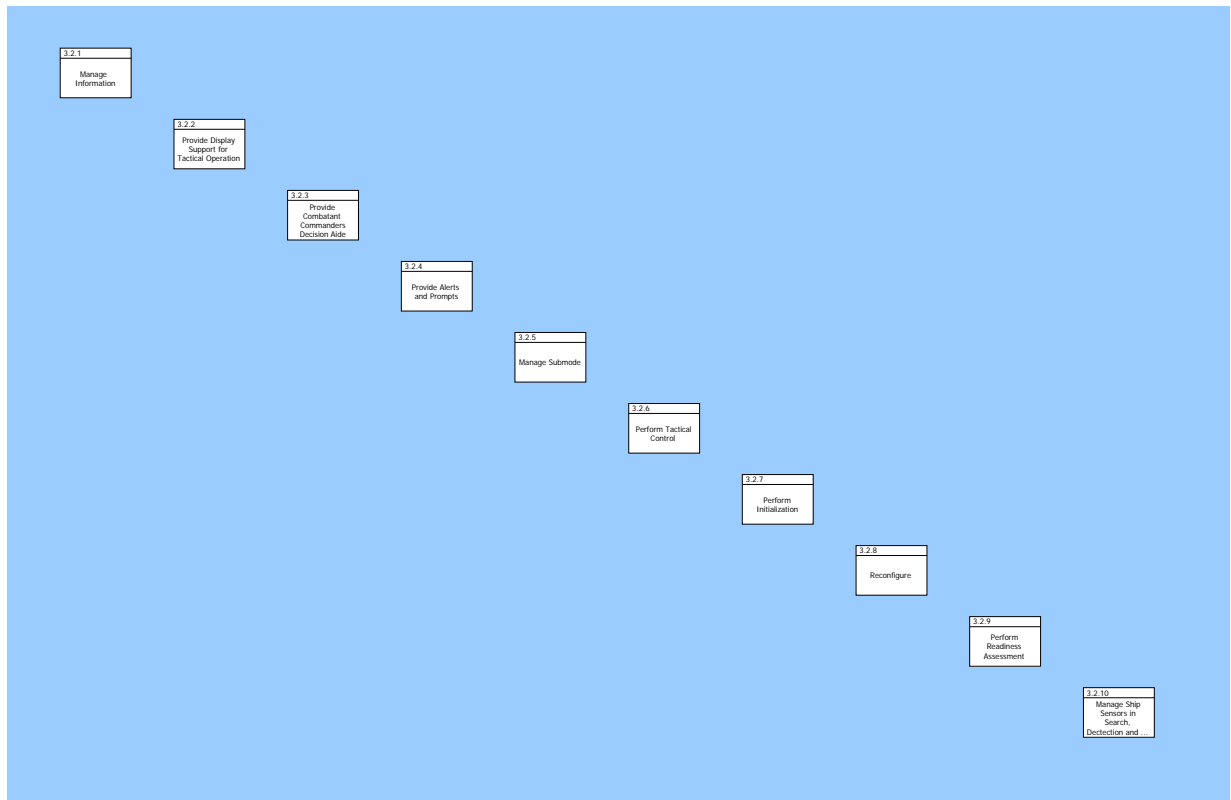 3.2.1
Manage
Information
3.2.2
Provide Display
Support for
Tactical Operation
3.2.3
Provide
Combatant
Commanders
Decision Aide
3.2.4
Provide Alerts
and Prompts
3.2.5
Manage Submode
3.2.6
Perform Tactical
Control
3.2.7
Perform
Initialization
3.2.8
Reconfigure
3.2.9
Perform
Readiness
Assessment
3.2.10
Manage Ship
Sensors in
Search,
Dectection and ...